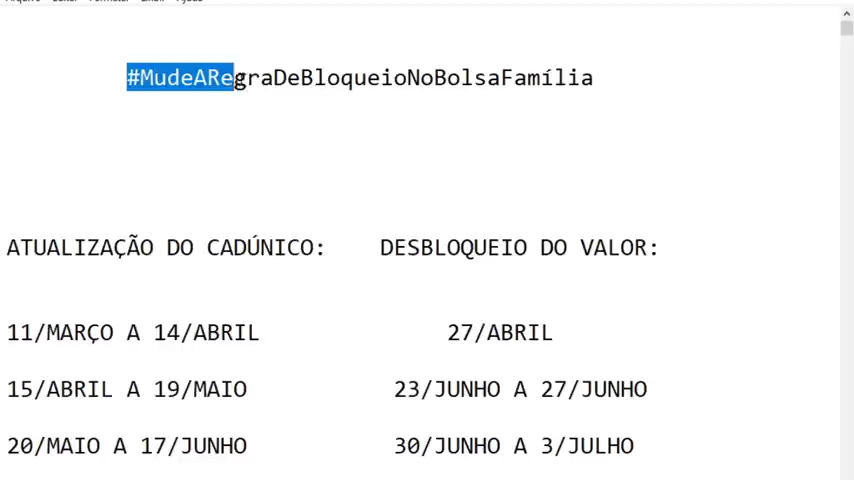 #MudeARegraDeBloqueioNoBolsaFamília
ATUALIZAÇÃO DO CADÚNICO: DESBLOQUEIO DO VALOR:
11/MARÇO A 14/ABRIL 27/ABRIL
15/ABRIL A 19/MAIO 23/JUNHO A 27/JUNHO
20/MAIO A 17/JUNHO 30/JUNHO A 3/JULHO